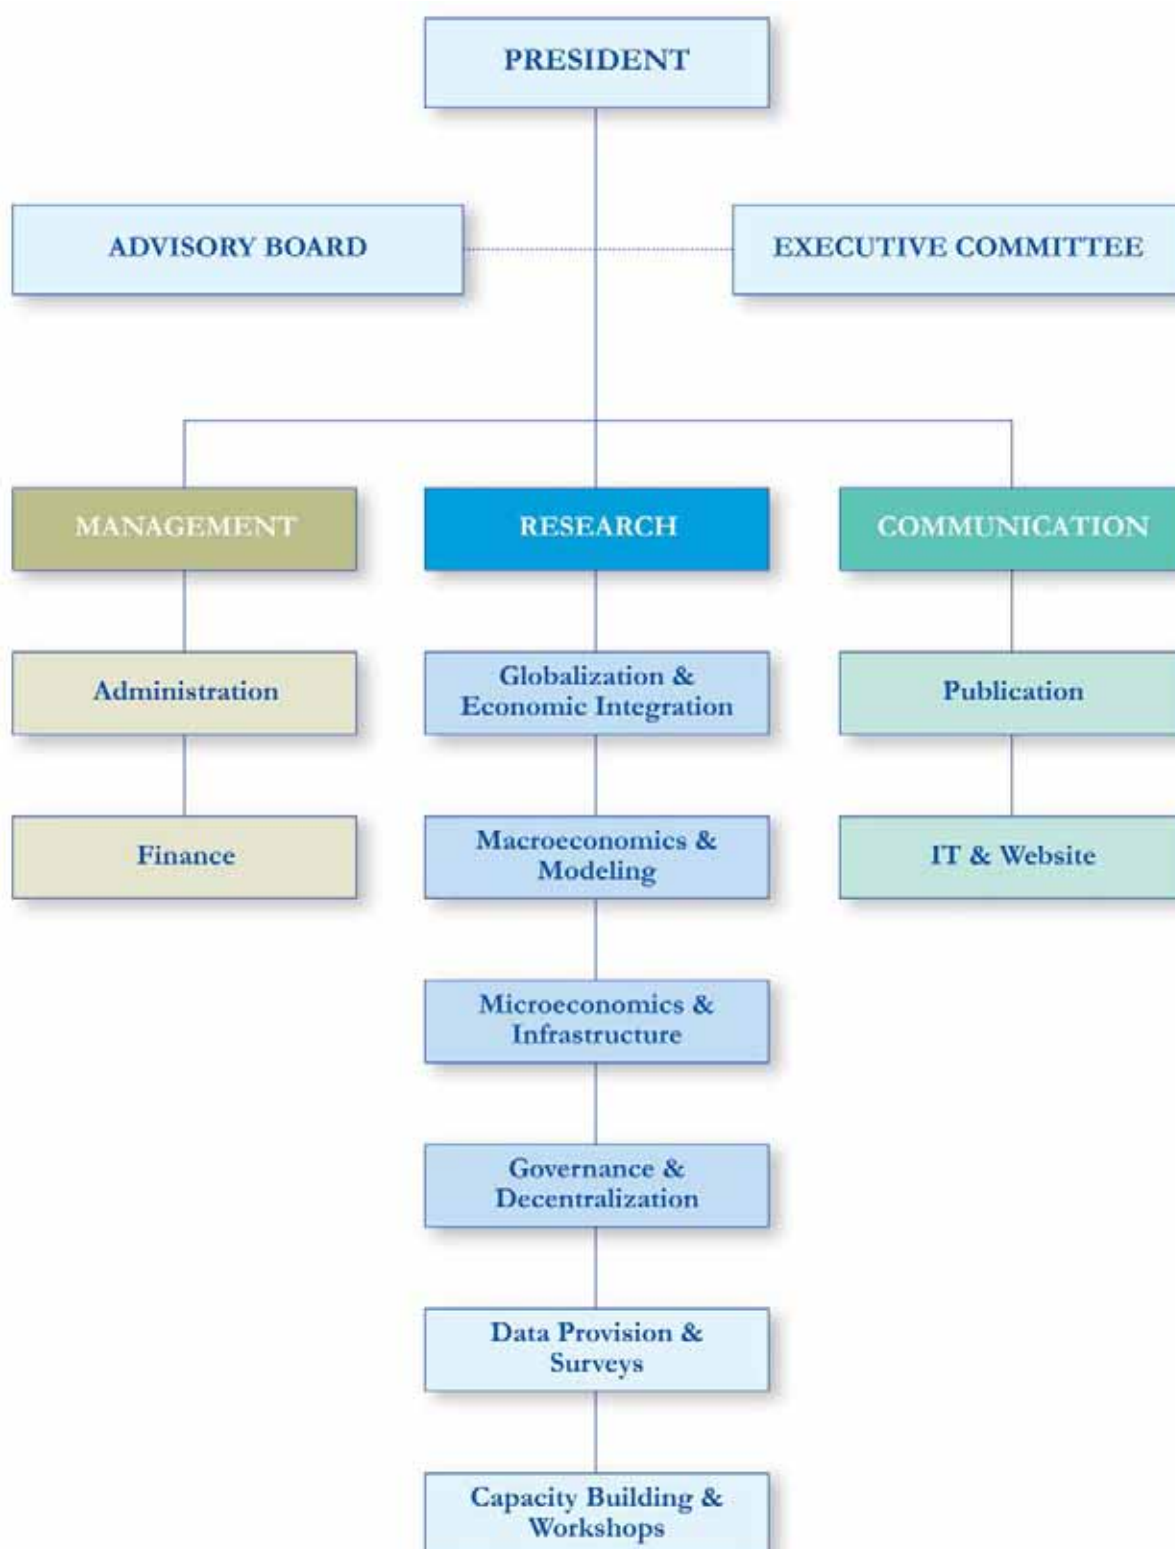 PRESIDENT
ADVISORY BOARD
EXECUTIVE COMMITTEE
MANAGEMENT
RESEARCH
COMMUNICATION
Administration
Globalization &
Economic Integration
Publication
Finance
Macroeconomics &
Modeling
IT & Website
Microeconomics &
Infrastructure
Governance &
Decentralization
Data Provision &
Surveys
Capacity Building &
Workshops